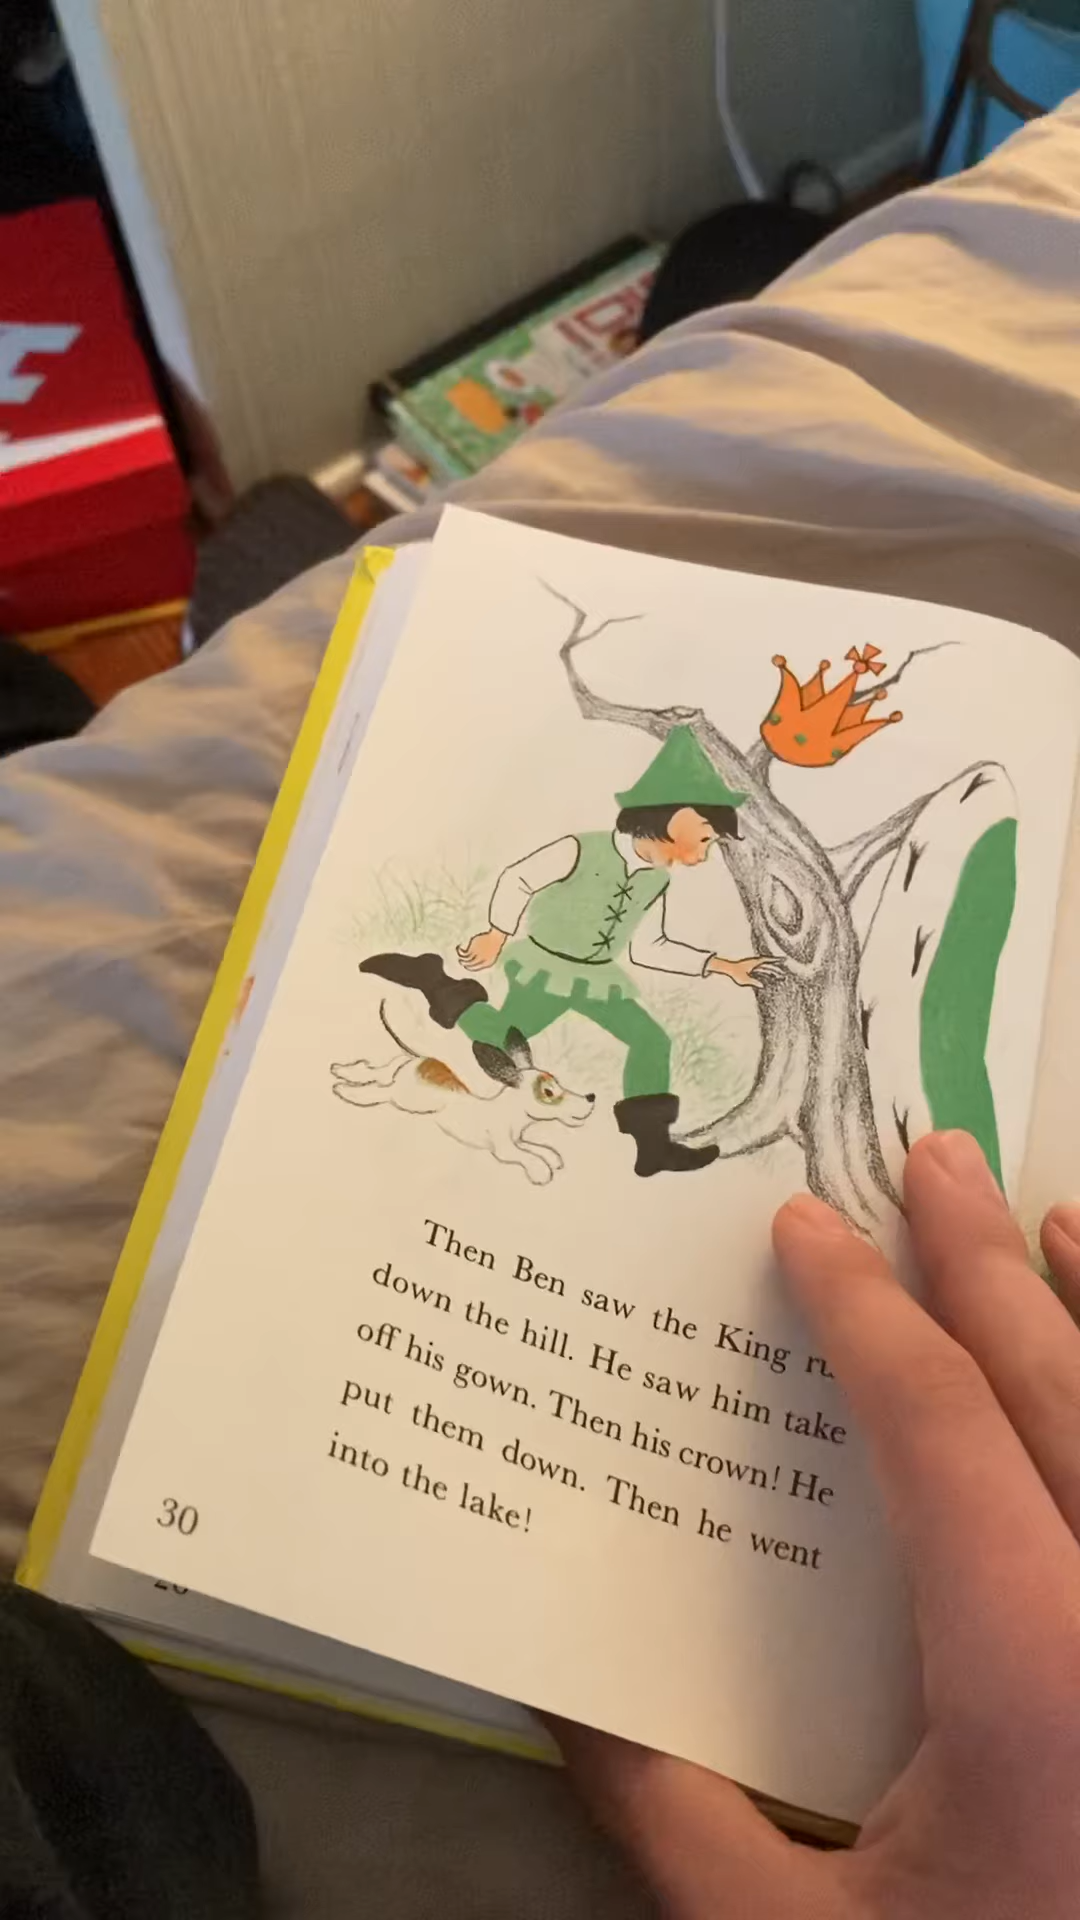 Then Ben saw the King
down the hill. He saw him take
off his gown. Then his crown! He
put them down. Then he went
into the lake!
30